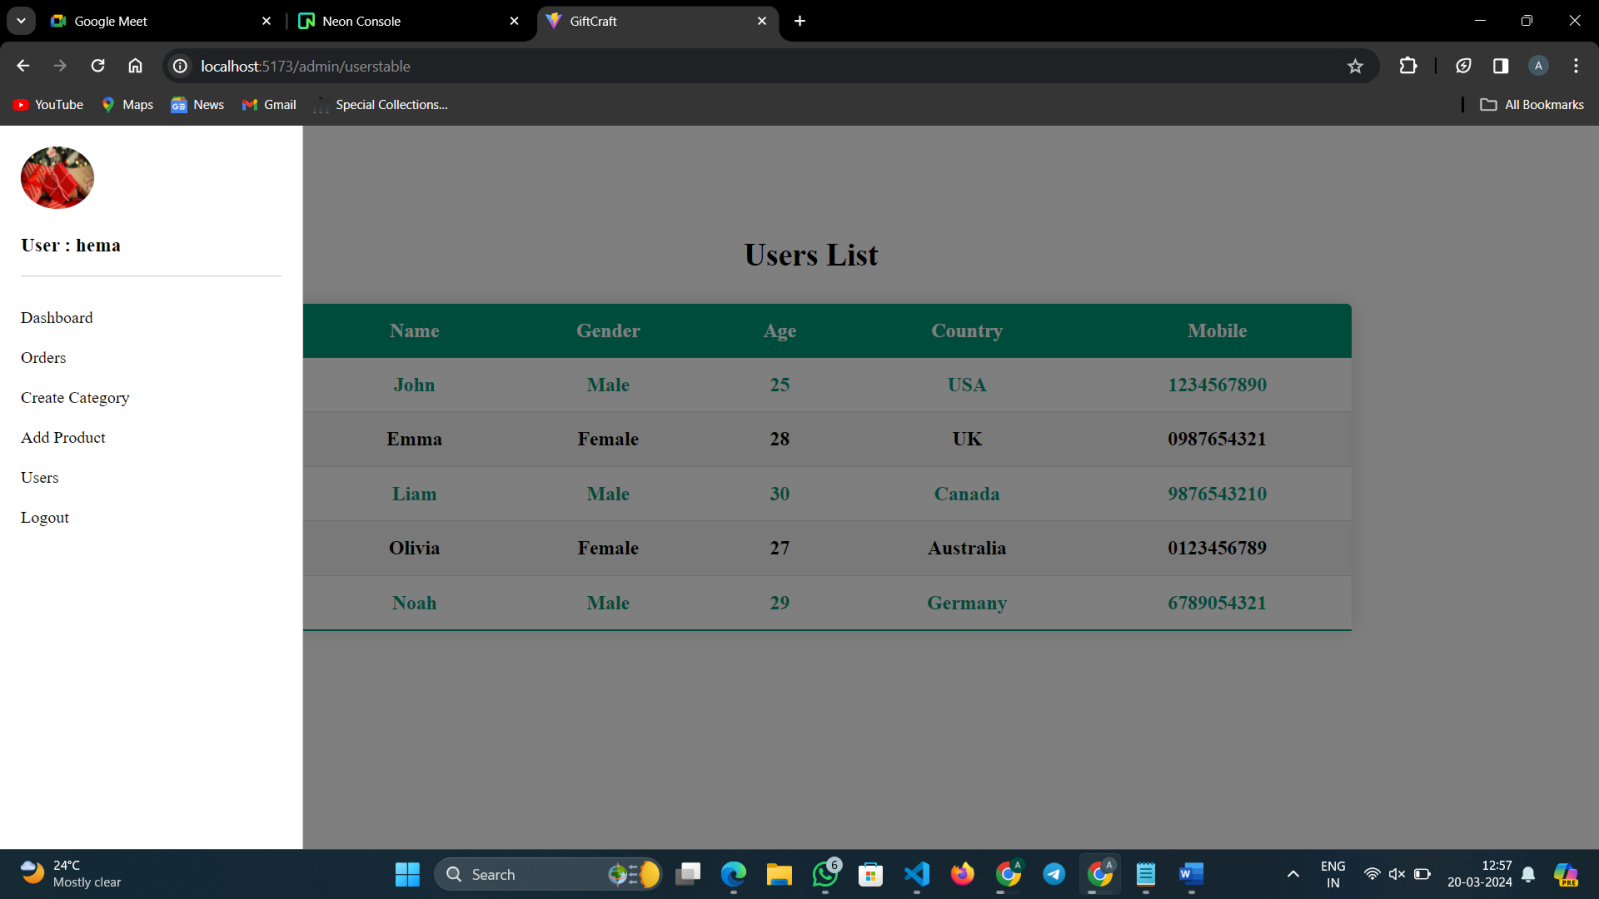 Google Meet
Neon Console
GiftCraft
localhost:5173/admin/userstable
A
YouTube
Maps
News
Gmail
Special Collections...
All Bookmarks
User : hema
Dashboard
Orders
Create Category
Add Product
Users
Logout
Users List
Name Gender Age Country Mobile
John Male 25 USA 1234567890
Emma Female 28 UK 0987654321
Liam Male 30 Canada 9876543210
Olivia Female 27 Australia 0123456789
Noah Male 29 Germany 6789054321
24°C
Mostly clear
Search
6
A
A
W
ENG
IN
12:57
20-03-2024
PRE